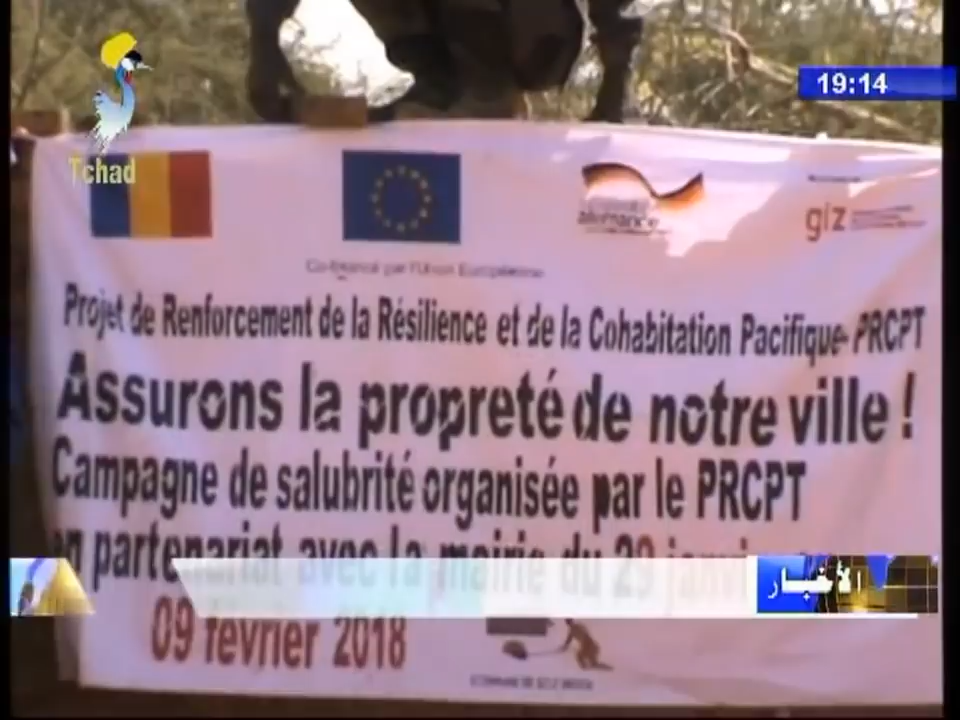 19:14
Tchad
giz
Co-financé par l'Union Européenne
Projet de Renforcement de la Résilience et de la Cohabitation Pacifique- PRCPT
Assurons la propreté de notre ville !
Campagne de salubrité organisée par le PRCPT
en partenariat avec la mairie du 29
الأخبار
09 février 2018